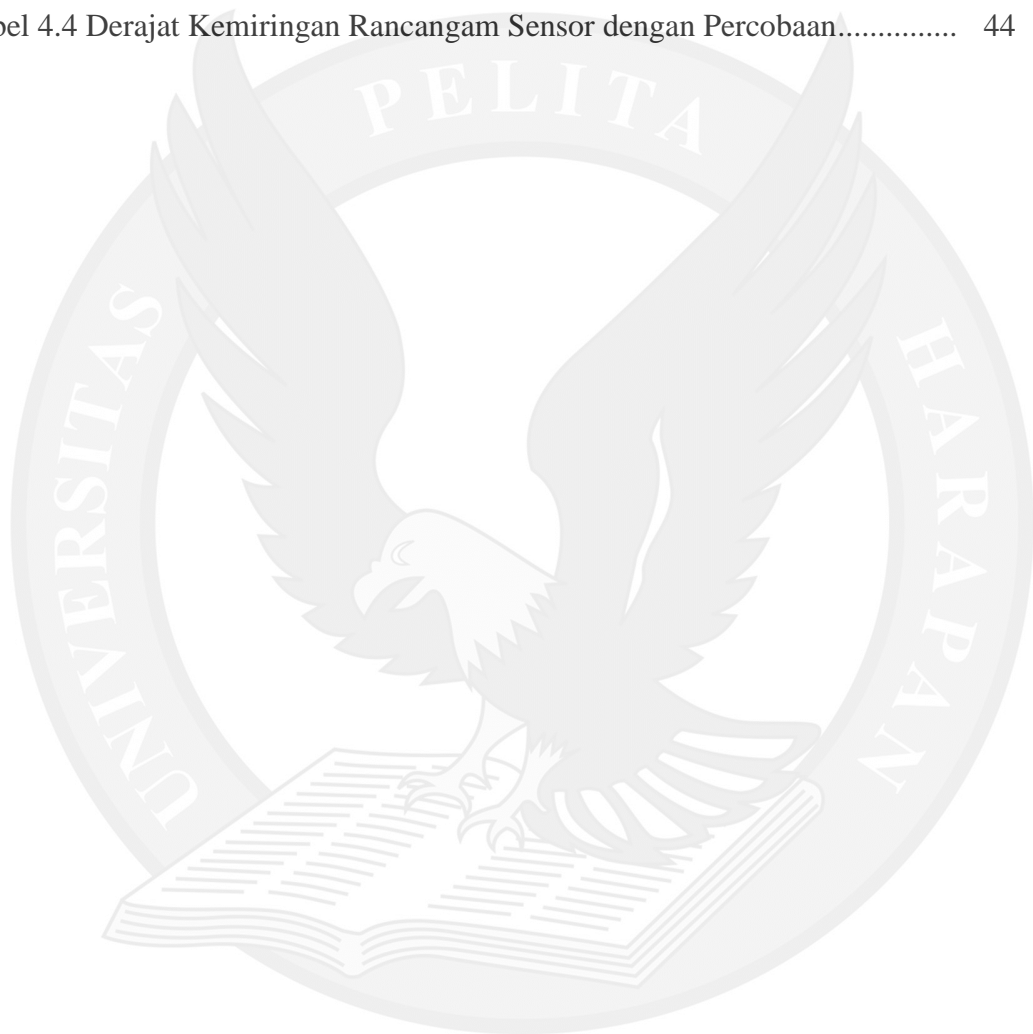 bel 4.4 Derajat Kemiringan Rancangam Sensor dengan Percobaan............... 44
UNIVERSITAS PELITA HARAPAN